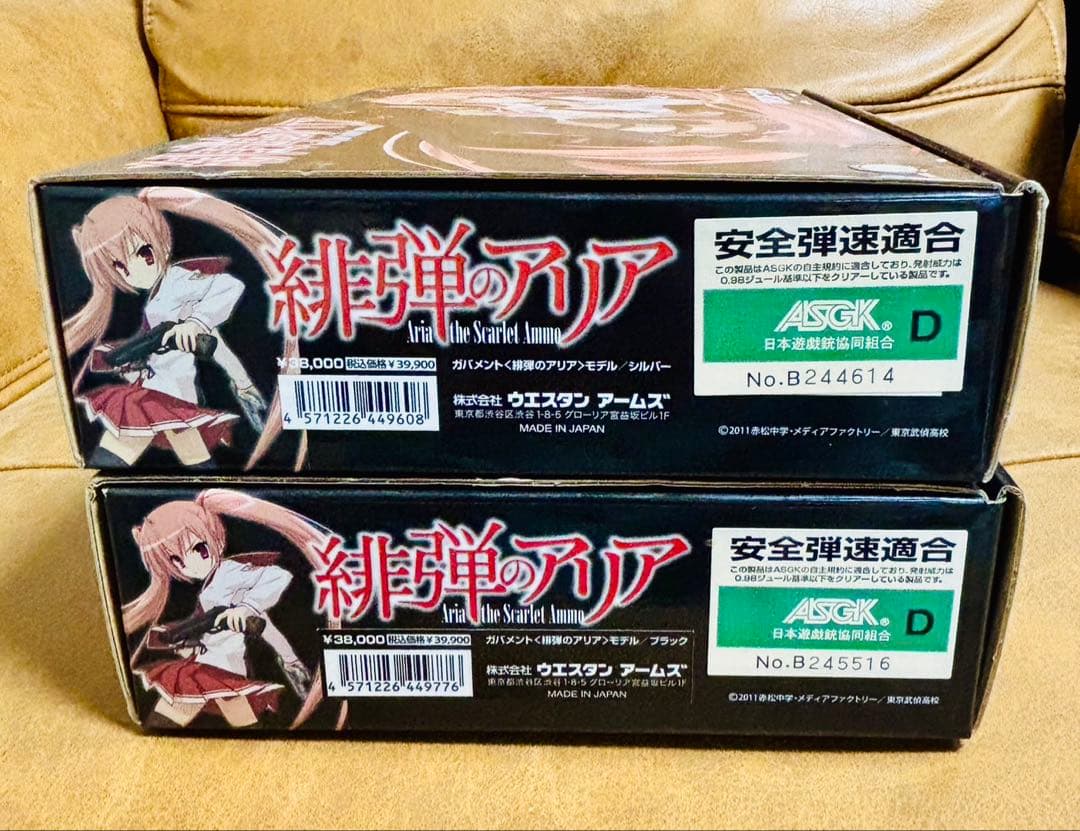 緋弾のアリア
Aria the Scarlet Ammo
¥38,000 税込価格¥39,900 ガバメント<緋弾のアリア>モデル/シルバー
4 571226 449608
株式会社 ウエスタン アームズ
東京都渋谷区渋谷1-8-5 グローリア宮益坂ビル1F
MADE IN JAPAN
安全弾速適合
この製品はASGKの自主規約に適合しており、発射威力は
0.98ジュール基準以下をクリアーしている製品です。
ASGK® D
日本遊戯銃協同組合
No.B244614
©2011赤松中学・メディアファクトリー/東京武偵高校
緋弾のアリア
Aria the Scarlet Ammo
¥38,000 税込価格¥39,900 ガバメント<緋弾のアリア>モデル/ブラック
4 571226 449776
株式会社 ウエスタン アームズ
東京都渋谷区渋谷1-8-5 グローリア宮益坂ビル1F
MADE IN JAPAN
安全弾速適合
この製品はASGKの自主規約に適合しており、発射威力は
0.98ジュール基準以下をクリアーしている製品です。
ASGK® D
日本遊戯銃協同組合
No.B245516
©2011赤松中学・メディアファクトリー/東京武偵高校